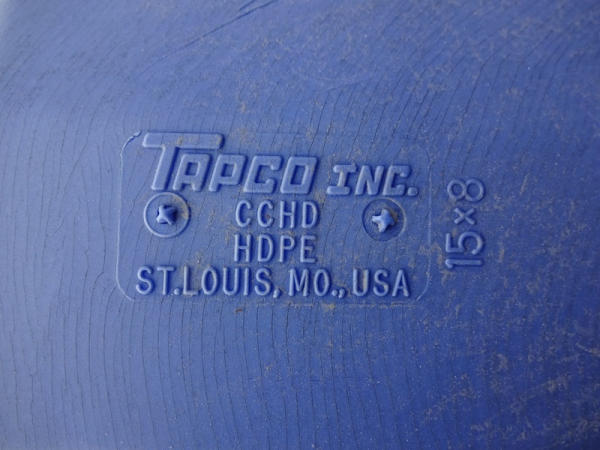 TAPCO INC.
CCHD
HDPE
ST.LOUIS, MO., USA
15x8